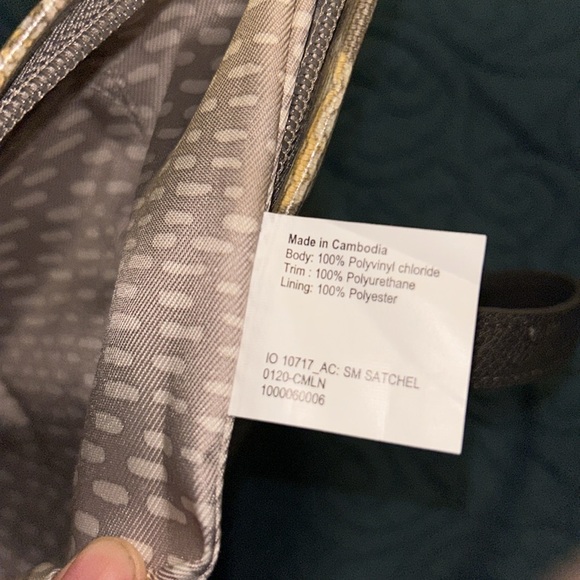 Made in Cambodia
Body: 100% Polyvinyl chloride
Trim : 100% Polyurethane
Lining: 100% Polyester
IO 10717_AC: SM SATCHEL
0120-CMLN
1000060006